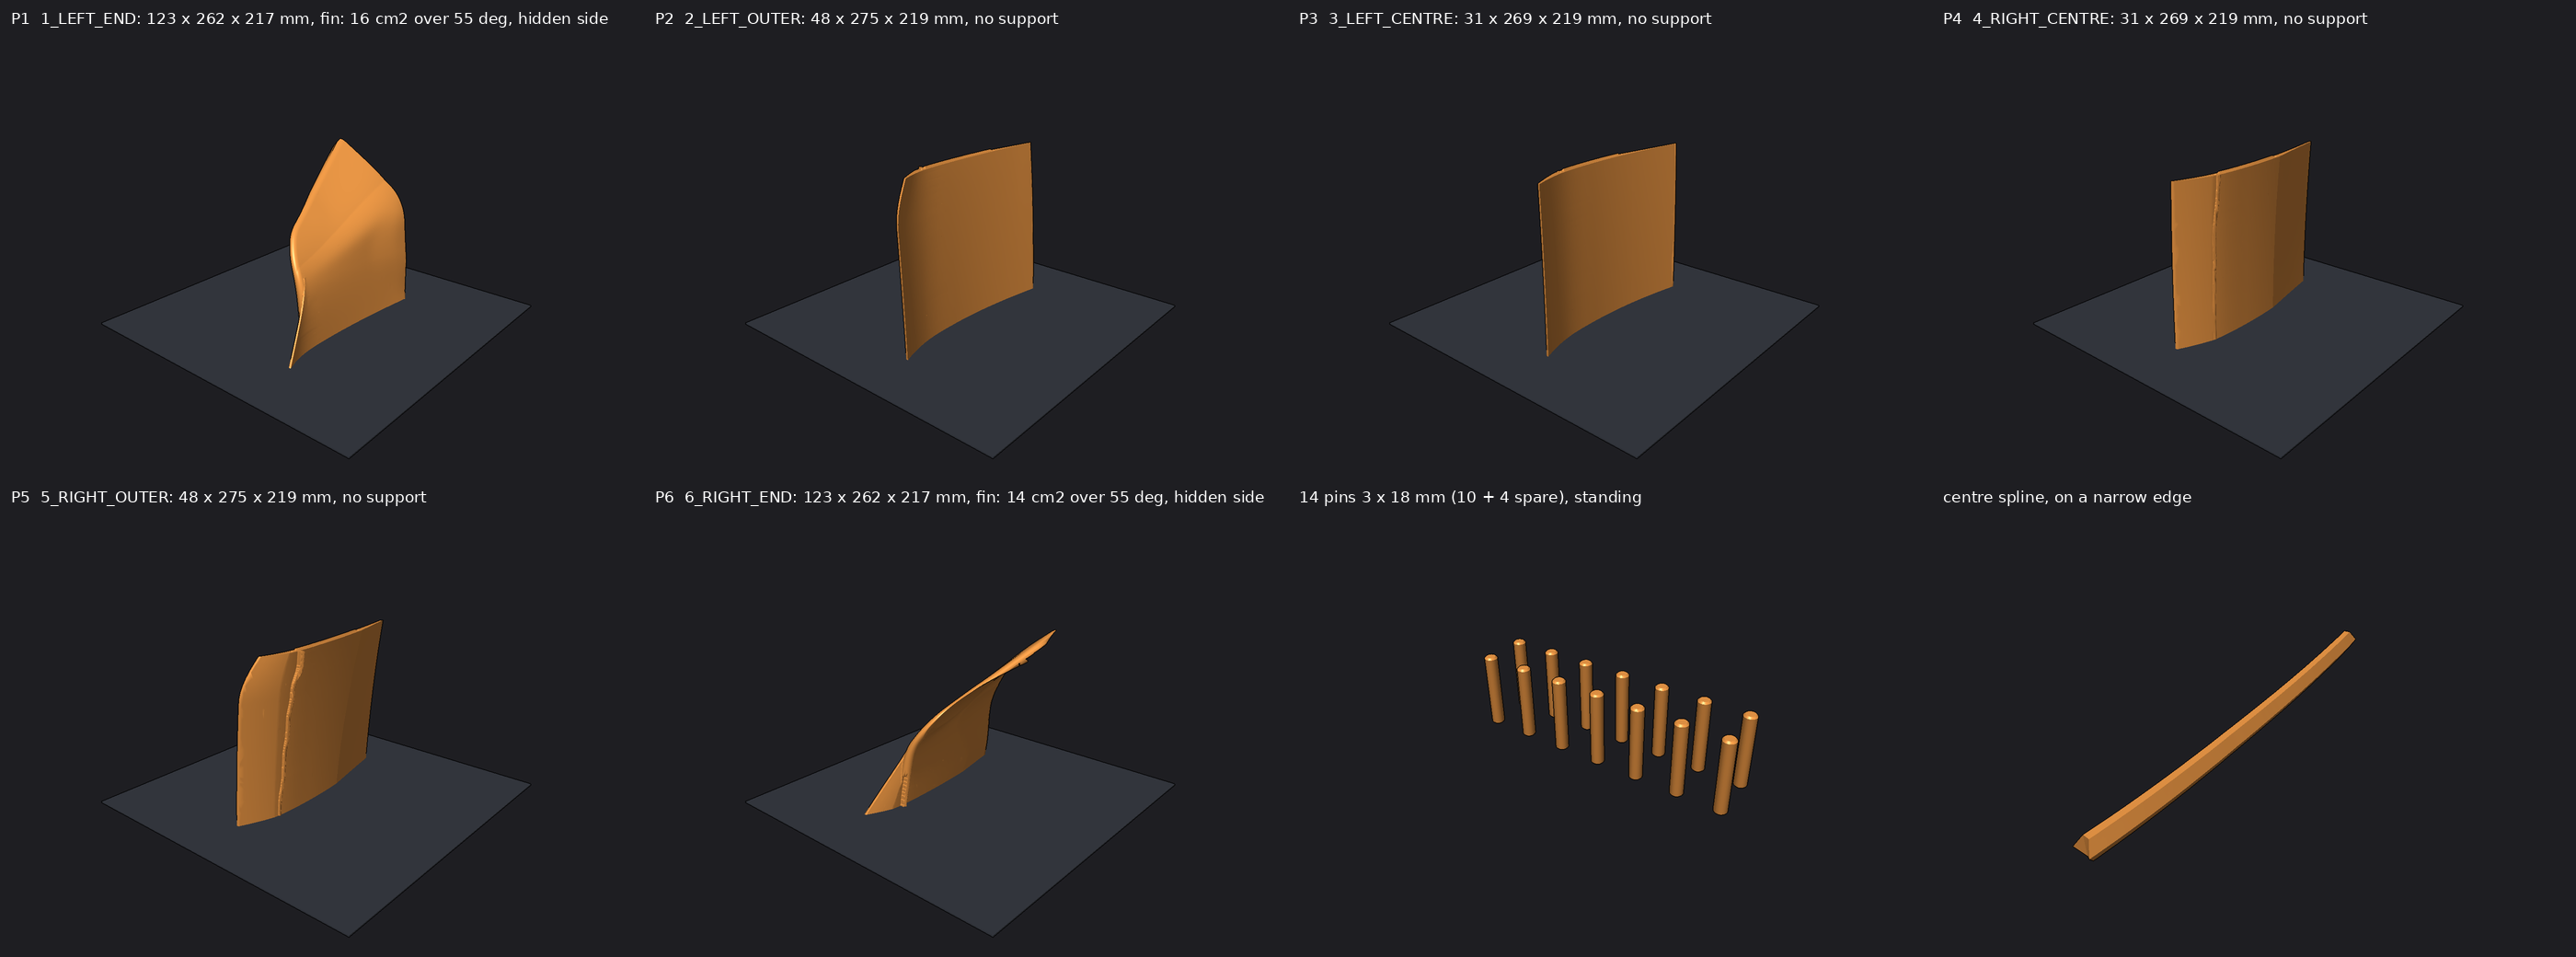 P1 1_LEFT_END: 123 x 262 x 217 mm, fin: 16 cm2 over 55 deg, hidden side
P2 2_LEFT_OUTER: 48 x 275 x 219 mm, no support
P3 3_LEFT_CENTRE: 31 x 269 x 219 mm, no support
P4 4_RIGHT_CENTRE: 31 x 269 x 219 mm, no support
P5 5_RIGHT_OUTER: 48 x 275 x 219 mm, no support
P6 6_RIGHT_END: 123 x 262 x 217 mm, fin: 14 cm2 over 55 deg, hidden side
14 pins 3 x 18 mm (10 + 4 spare), standing
centre spline, on a narrow edge